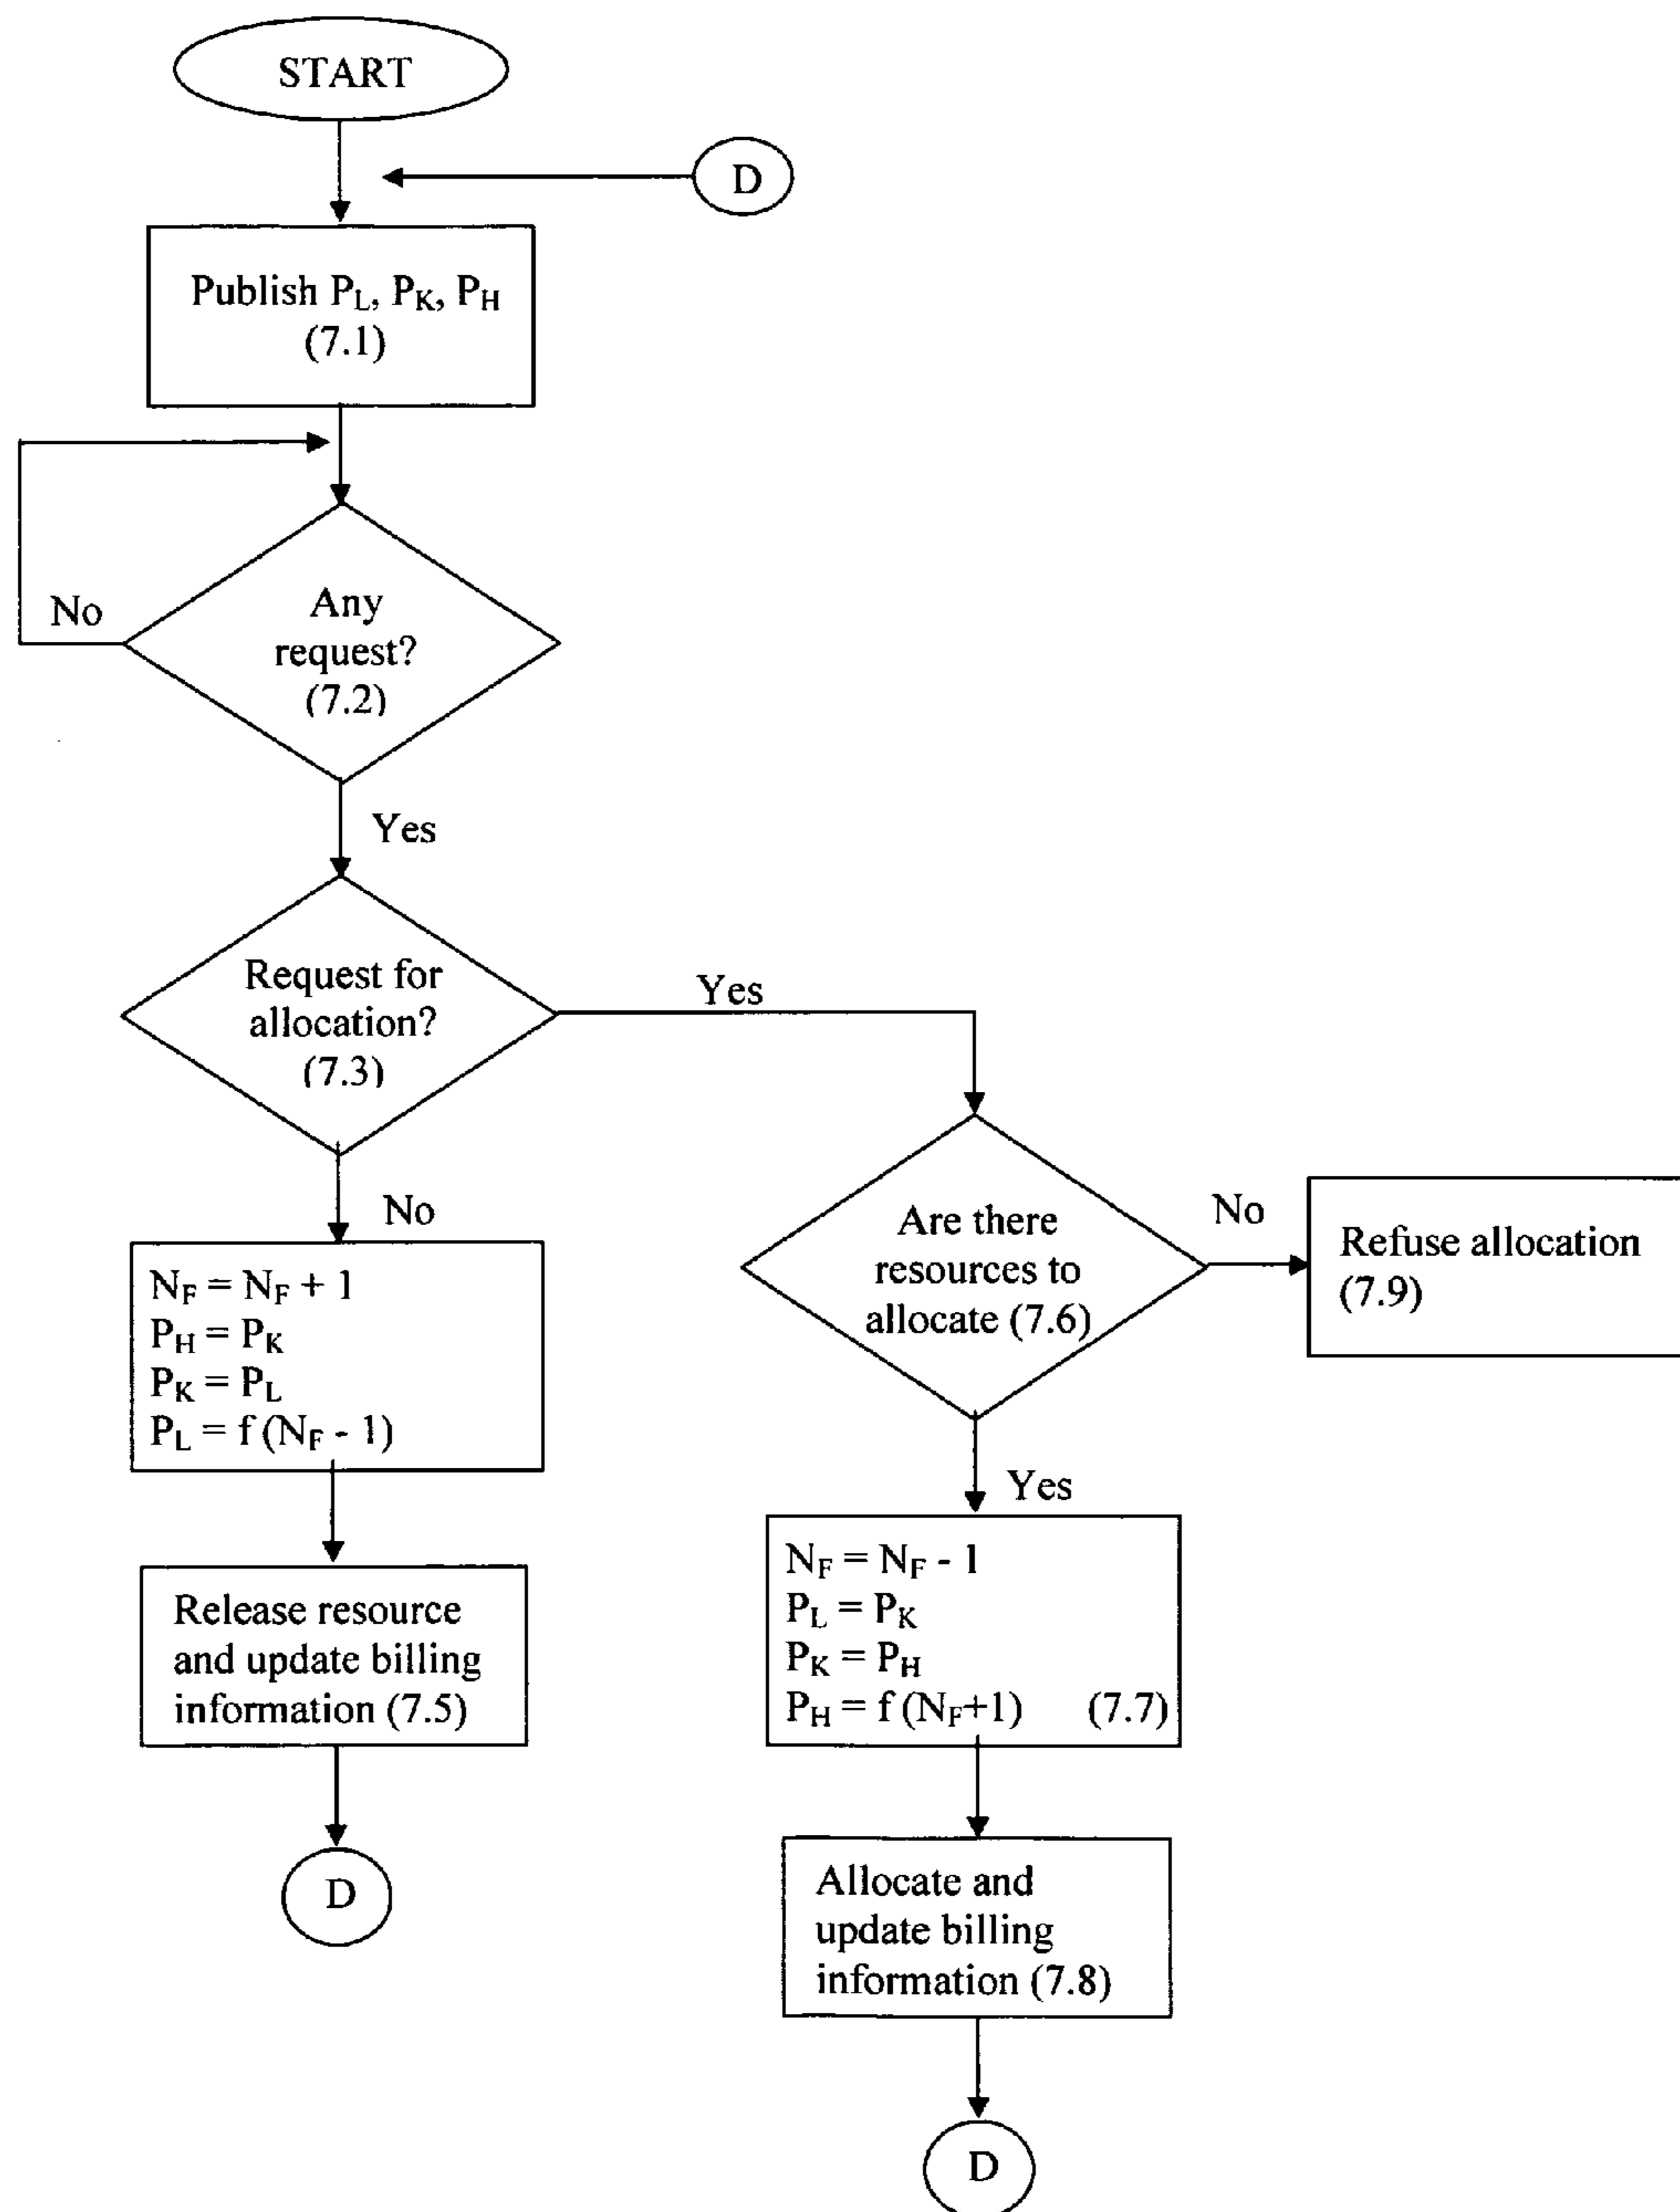 START
D
Publish P_L, P_K, P_H
(7.1)
No
Any
request?
(7.2)
Yes
Request for
allocation?
(7.3)
Yes
No
Are there
resources to
allocate (7.6)
No
Refuse allocation
(7.9)
N_F = N_F + 1
P_H = P_K
P_K = P_L
P_L = f (N_F - 1)
Yes
N_F = N_F - 1
P_L = P_K
P_K = P_H
P_H = f (N_F+1) (7.7)
Release resource
and update billing
information (7.5)
D
Allocate and
update billing
information (7.8)
D